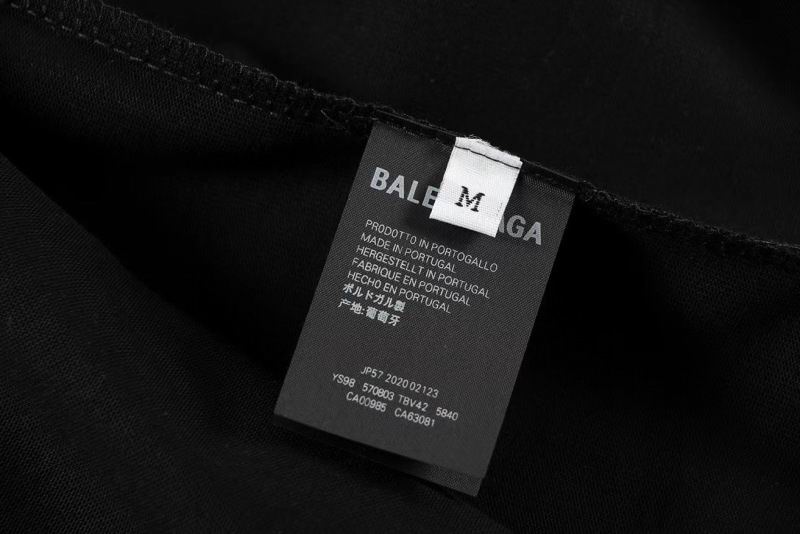 BALE AGA
M
PRODOTTO IN PORTOGALLO
MADE IN PORTUGAL
HERGESTELLT IN PORTUGAL
FABRIQUE EN PORTUGAL
HECHO EN PORTUGAL
ポルドガル製
产地:葡萄牙
JP57 2020 02123
YS98 570803 TBV42 5840
CA00985 CA63081